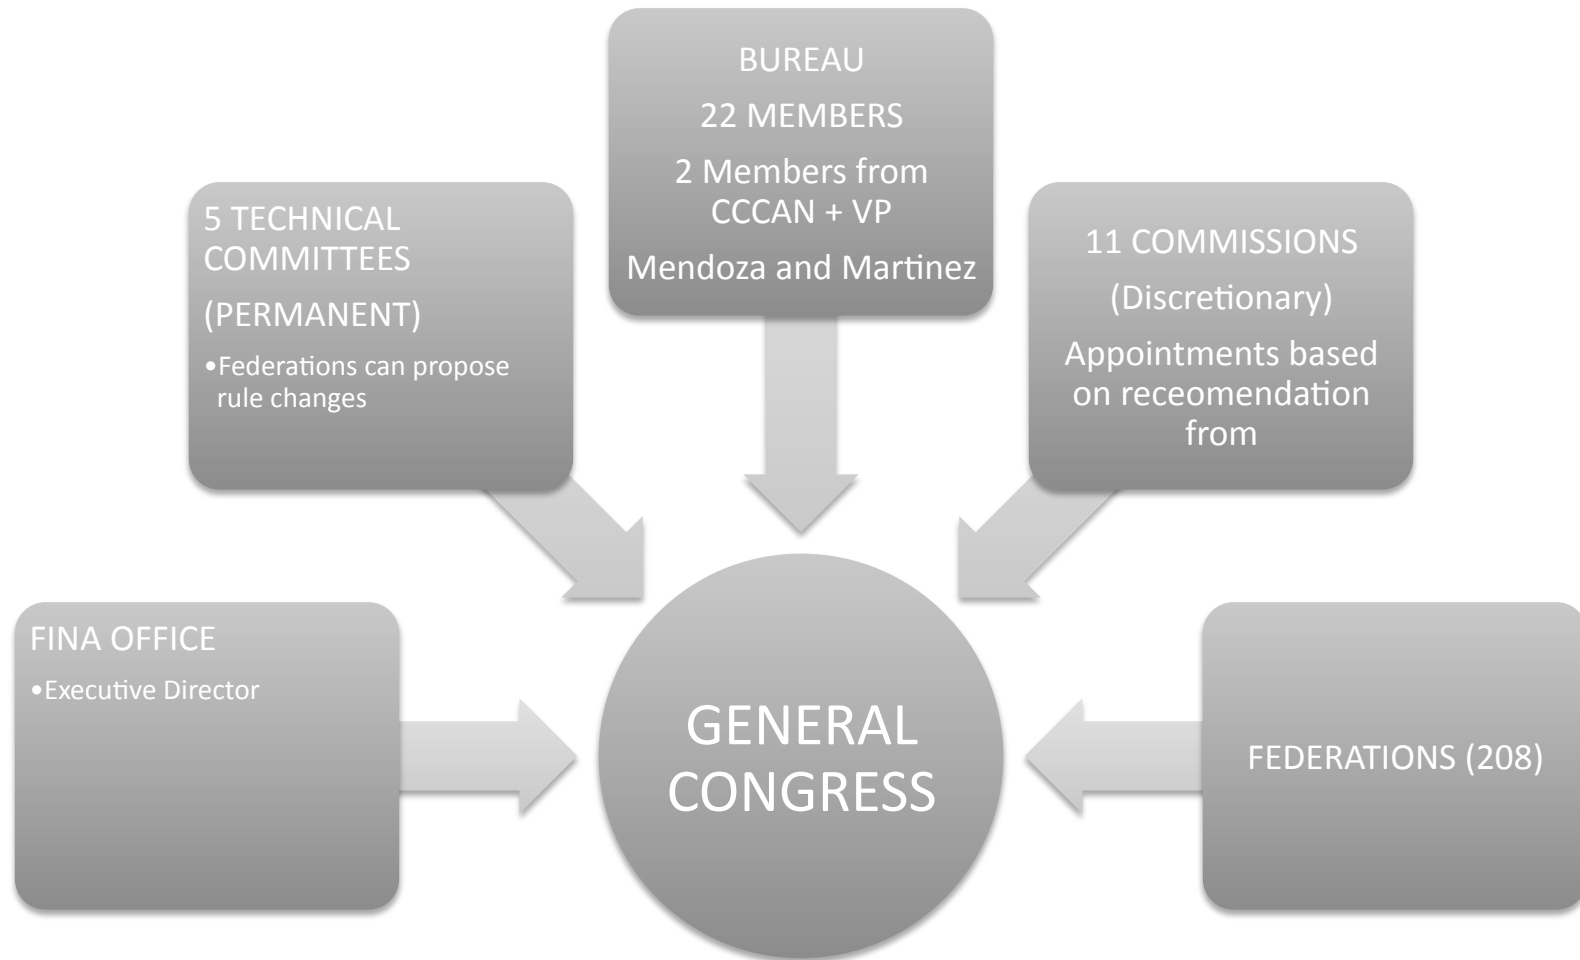 BUREAU
22 MEMBERS
2 Members from
CCCAN + VP
Mendoza and Martinez
5 TECHNICAL
COMMITTEES
(PERMANENT)
•Federations can propose
rule changes
11 COMMISSIONS
(Discretionary)
Appointments based
on receomendation
from
FINA OFFICE
•Executive Director
GENERAL
CONGRESS
FEDERATIONS (208)